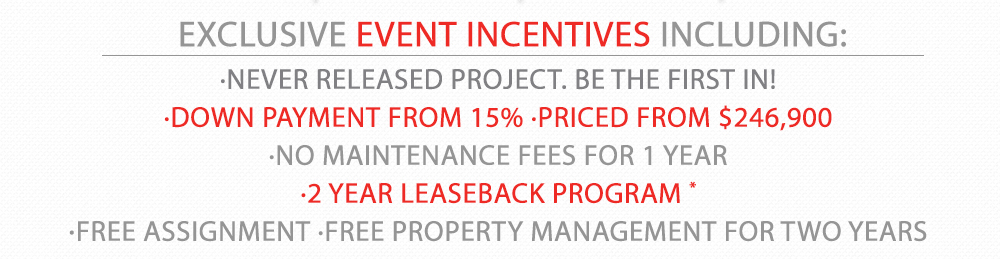 EXCLUSIVE EVENT INCENTIVES INCLUDING:
·NEVER RELEASED PROJECT. BE THE FIRST IN!
·DOWN PAYMENT FROM 15% ·PRICED FROM $246,900
·NO MAINTENANCE FEES FOR 1 YEAR
·2 YEAR LEASEBACK PROGRAM *
·FREE ASSIGNMENT ·FREE PROPERTY MANAGEMENT FOR TWO YEARS